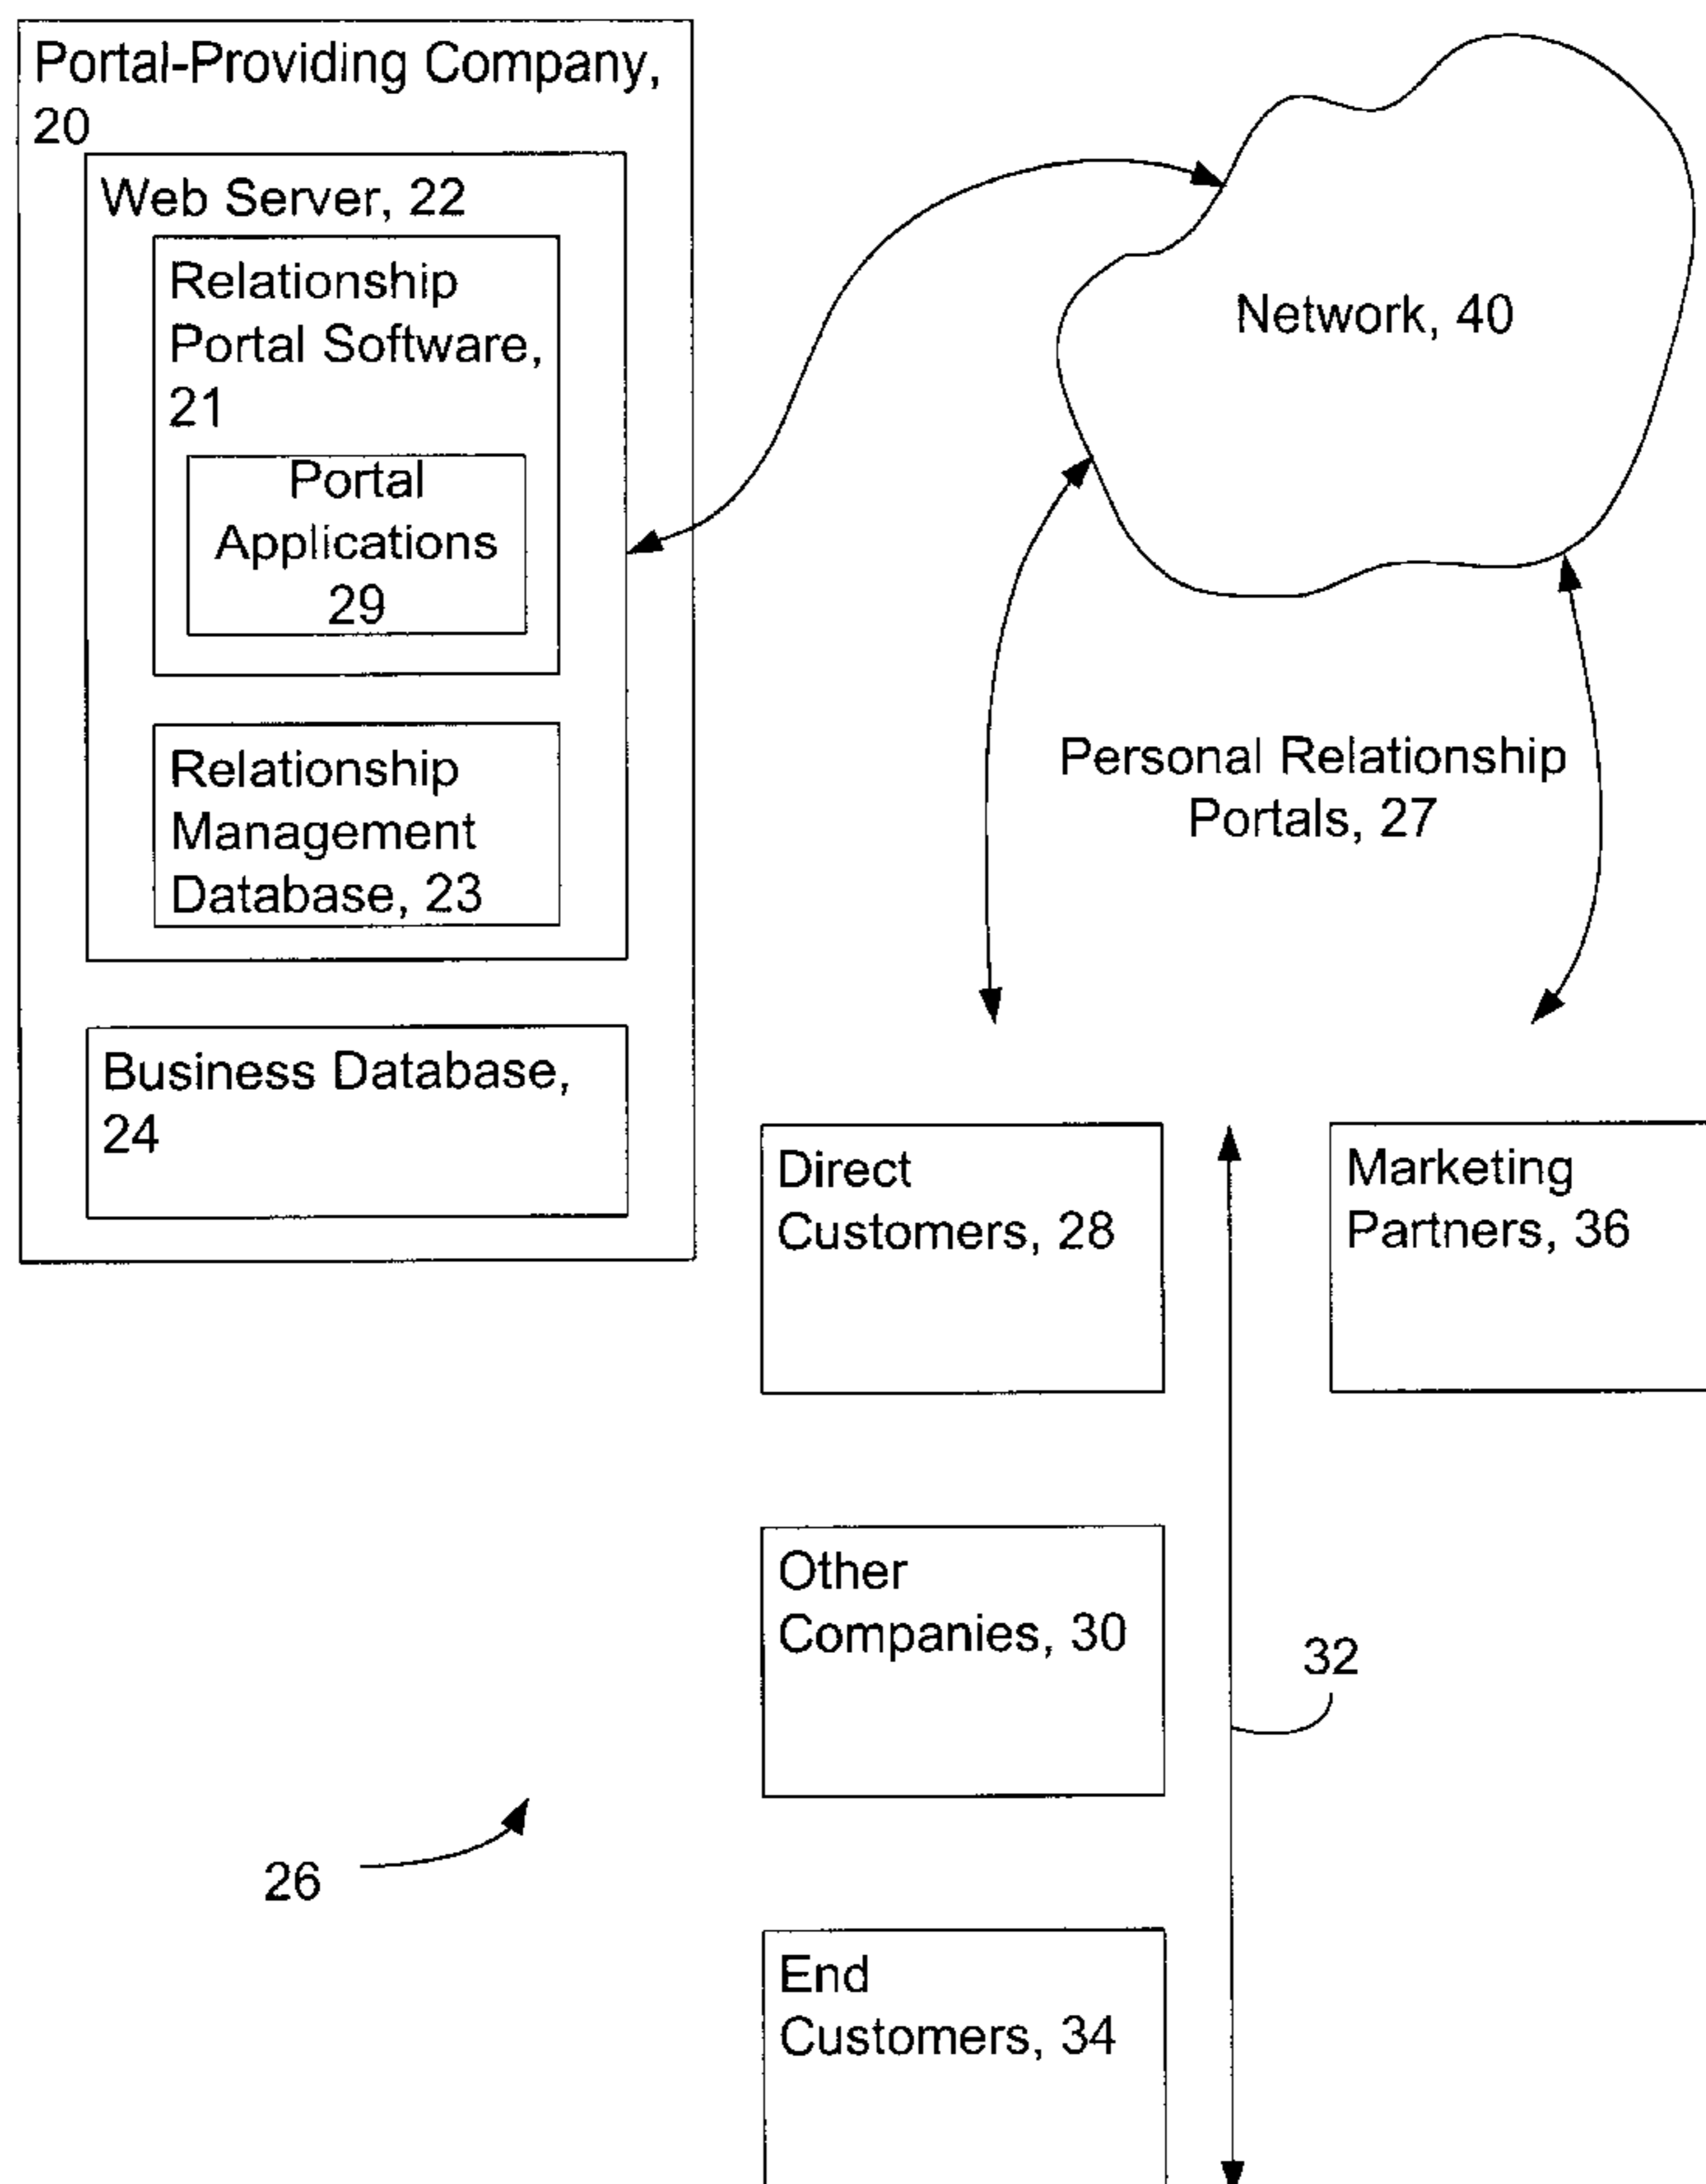 Portal-Providing Company,
20
Web Server, 22
Relationship
Portal Software,
21
Portal
Applications
29
Relationship
Management
Database, 23
Business Database,
24
Network, 40
Personal Relationship
Portals, 27
Direct
Customers, 28
Marketing
Partners, 36
Other
Companies, 30
32
26
End
Customers, 34